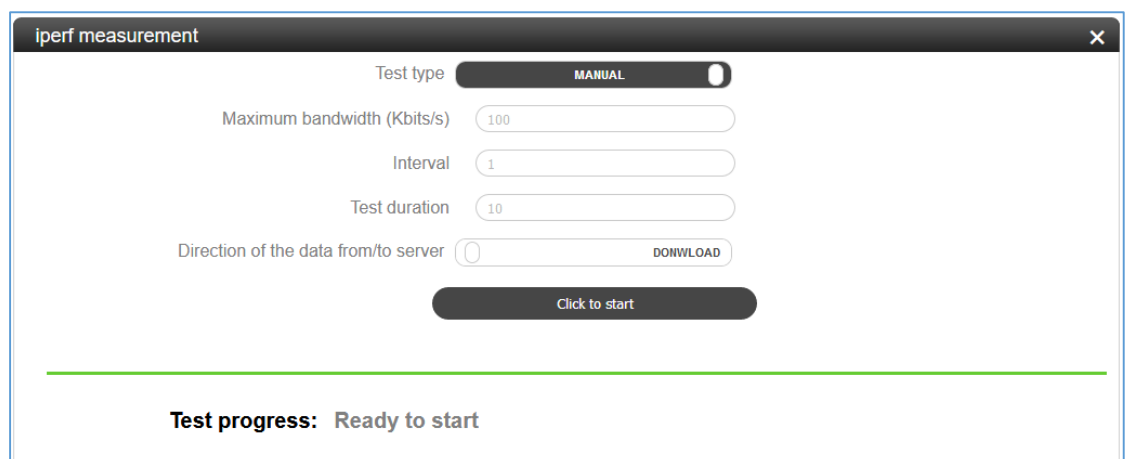 iperf measurement ×
Test type MANUAL
Maximum bandwidth (Kbits/s) 100
Interval 1
Test duration 10
Direction of the data from/to server DONWLOAD
Click to start
Test progress: Ready to start